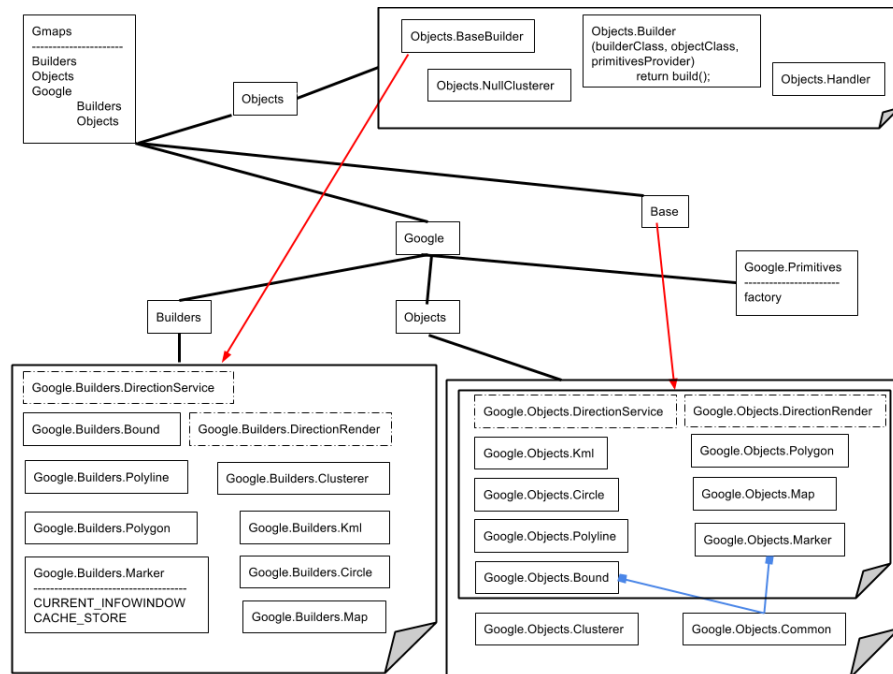 Gmaps
-----------------------
Builders
Objects
Google
Builders
Objects
Objects
Objects.BaseBuilder
Objects.NullClusterer
Objects.Builder
(builderClass, objectClass,
primitivesProvider)
return build();
Objects.Handler
Base
Google
Google.Primitives
------------------------
factory
Builders
Objects
Google.Builders.DirectionService
Google.Builders.Bound
Google.Builders.DirectionRender
Google.Builders.Polyline
Google.Builders.Clusterer
Google.Builders.Polygon
Google.Builders.Kml
Google.Builders.Marker
--------------------------------------
CURRENT_INFOWINDOW
CACHE_STORE
Google.Builders.Circle
Google.Builders.Map
Google.Objects.DirectionService
Google.Objects.DirectionRender
Google.Objects.Kml
Google.Objects.Polygon
Google.Objects.Circle
Google.Objects.Map
Google.Objects.Polyline
Google.Objects.Marker
Google.Objects.Bound
Google.Objects.Clusterer
Google.Objects.Common